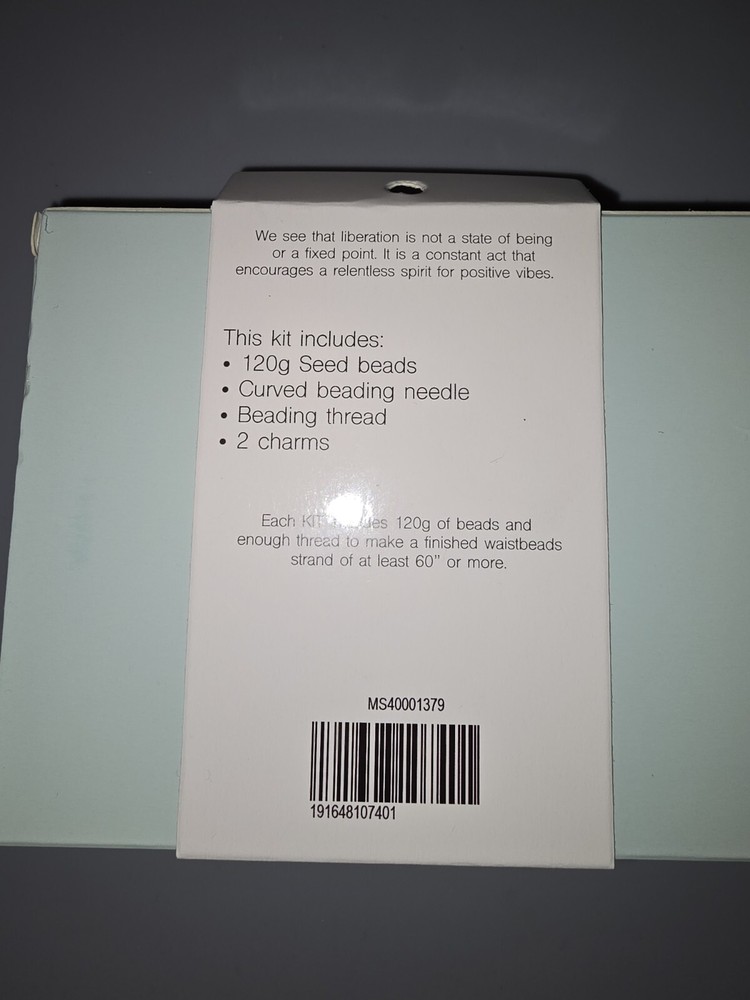 We see that liberation is not a state of being
or a fixed point. It is a constant act that
encourages a relentless spirit for positive vibes.
This kit includes:
• 120g Seed beads
• Curved beading needle
• Beading thread
• 2 charms
Each KIT 120g of beads and
enough thread to make a finished waistbeads
strand of at least 60” or more.
MS40001379
191648107401